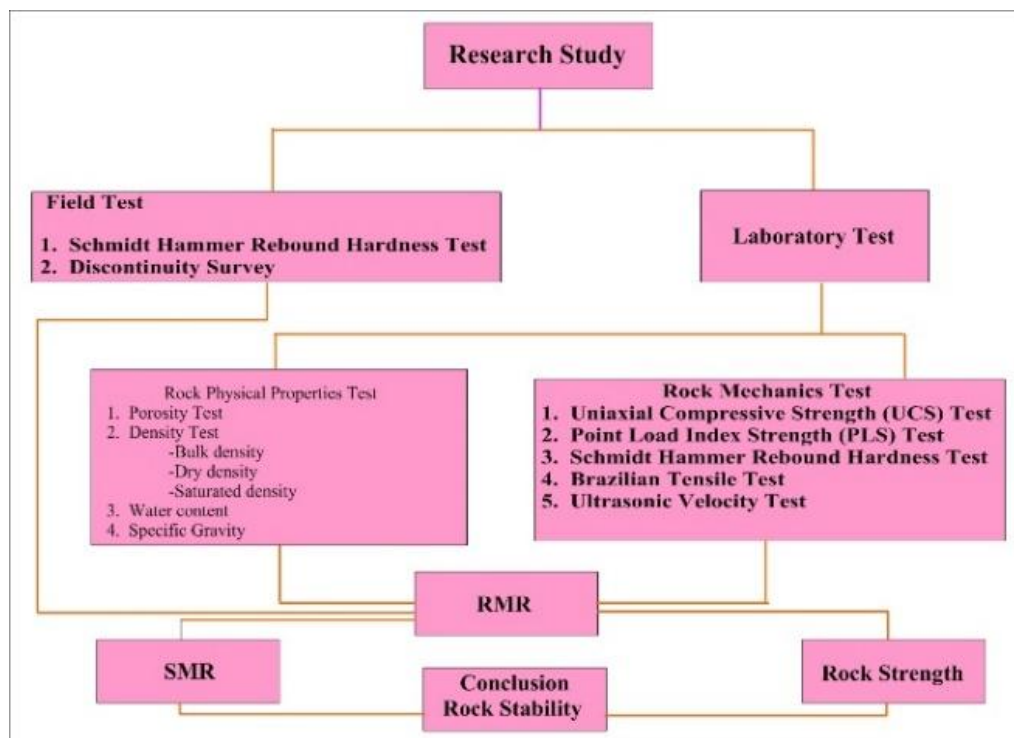 Research Study
Field Test
1. Schmidt Hammer Rebound Hardness Test
2. Discontinuity Survey
Laboratory Test
Rock Physical Properties Test
1. Porosity Test
2. Density Test
-Bulk density
-Dry density
-Saturated density
3. Water content
4. Specific Gravity
Rock Mechanics Test
1. Uniaxial Compressive Strength (UCS) Test
2. Point Load Index Strength (PLS) Test
3. Schmidt Hammer Rebound Hardness Test
4. Brazilian Tensile Test
5. Ultrasonic Velocity Test
RMR
SMR
Conclusion
Rock Stability
Rock Strength